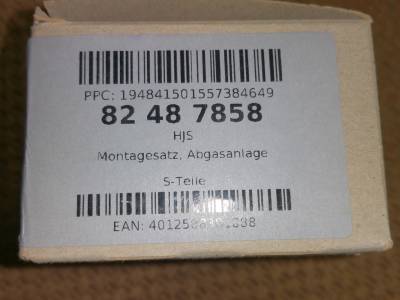 PPC: 194841501557384649
82 48 7858
HJS
Montagesatz, Abgasanlage
S-Teile
EAN: